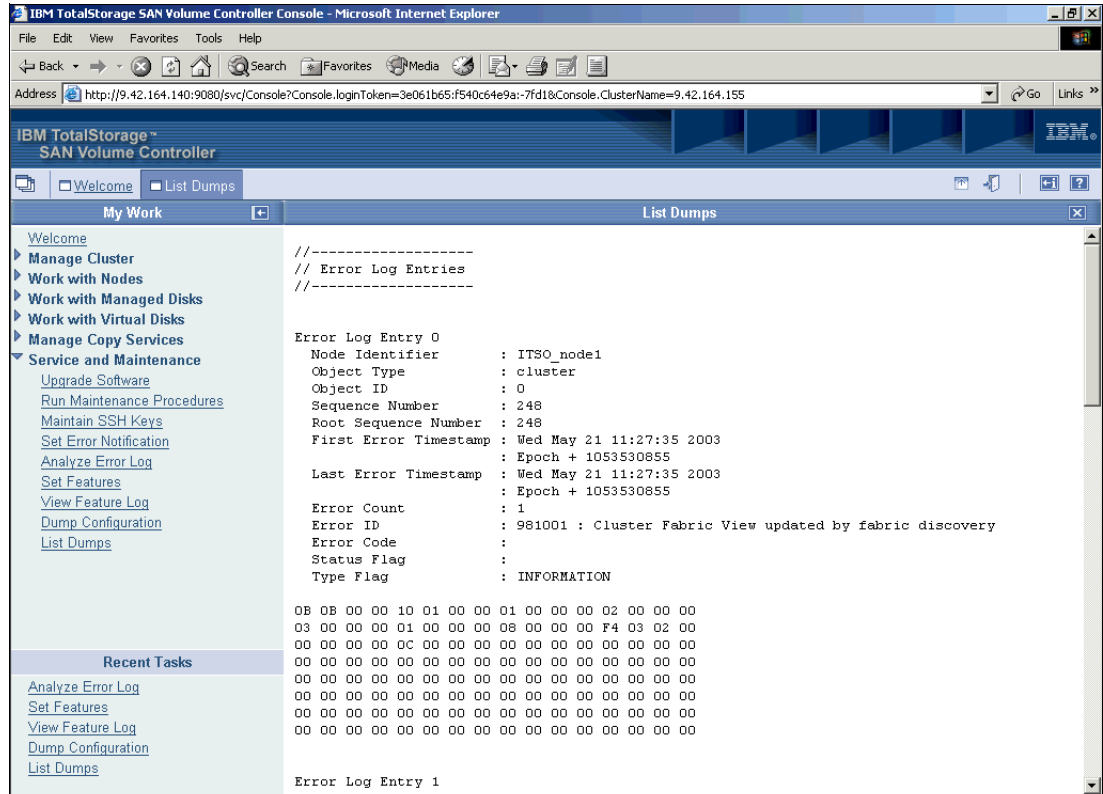 IBM TotalStorage SAN Volume Controller Console - Microsoft Internet Explorer
File Edit View Favorites Tools Help
Back Search Favorites Media
Address http://9.42.164.140:9080/svc/Console?Console.loginToken=3e061b65:f540c64e9a:-7fd1&Console.ClusterName=9.42.164.155 Go Links »
IBM TotalStorage™
SAN Volume Controller
IBM.
Welcome List Dumps
My Work
List Dumps
Welcome
Manage Cluster
Work with Nodes
Work with Managed Disks
Work with Virtual Disks
Manage Copy Services
Service and Maintenance
Upgrade Software
Run Maintenance Procedures
Maintain SSH Keys
Set Error Notification
Analyze Error Log
Set Features
View Feature Log
Dump Configuration
List Dumps
Recent Tasks
Analyze Error Log
Set Features
View Feature Log
Dump Configuration
List Dumps
//-------------------
// Error Log Entries
//-------------------
Error Log Entry 0
Node Identifier : ITSO_node1
Object Type : cluster
Object ID : 0
Sequence Number : 248
Root Sequence Number : 248
First Error Timestamp : Wed May 21 11:27:35 2003
: Epoch + 1053530855
Last Error Timestamp : Wed May 21 11:27:35 2003
: Epoch + 1053530855
Error Count : 1
Error ID : 981001 : Cluster Fabric View updated by fabric discovery
Error Code :
Status Flag :
Type Flag : INFORMATION
0B 0B 00 00 10 01 00 00 01 00 00 00 02 00 00 00
03 00 00 00 01 00 00 00 08 00 00 00 F4 03 02 00
00 00 00 00 0C 00 00 00 00 00 00 00 00 00 00 00
00 00 00 00 00 00 00 00 00 00 00 00 00 00 00 00
00 00 00 00 00 00 00 00 00 00 00 00 00 00 00 00
00 00 00 00 00 00 00 00 00 00 00 00 00 00 00 00
00 00 00 00 00 00 00 00 00 00 00 00 00 00 00 00
00 00 00 00 00 00 00 00 00 00 00 00 00 00 00 00
Error Log Entry 1